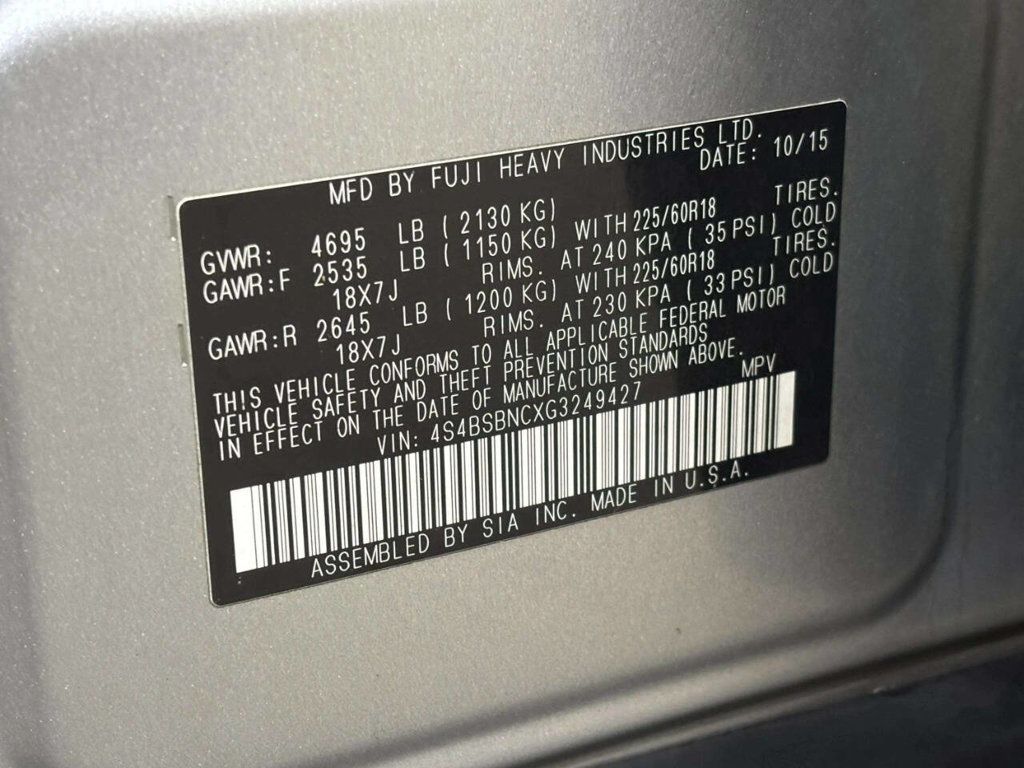 MFD BY FUJI HEAVY INDUSTRIES LTD.
DATE: 10/15
GVWR: 4695 LB ( 2130 KG)
GAWR:F 2535 LB ( 1150 KG) WITH 225/60R18 TIRES.
18X7J RIMS. AT 240 KPA ( 35 PSI) COLD
GAWR:R 2645 LB ( 1200 KG) WITH 225/60R18 TIRES.
18X7J RIMS. AT 230 KPA ( 33 PSI) COLD
THIS VEHICLE CONFORMS TO ALL APPLICABLE FEDERAL MOTOR
VEHICLE SAFETY AND THEFT PREVENTION STANDARDS
IN EFFECT ON THE DATE OF MANUFACTURE SHOWN ABOVE.
VIN: 4S4BSBNCXG3249427 MPV
ASSEMBLED BY SIA INC. MADE IN U.S.A.